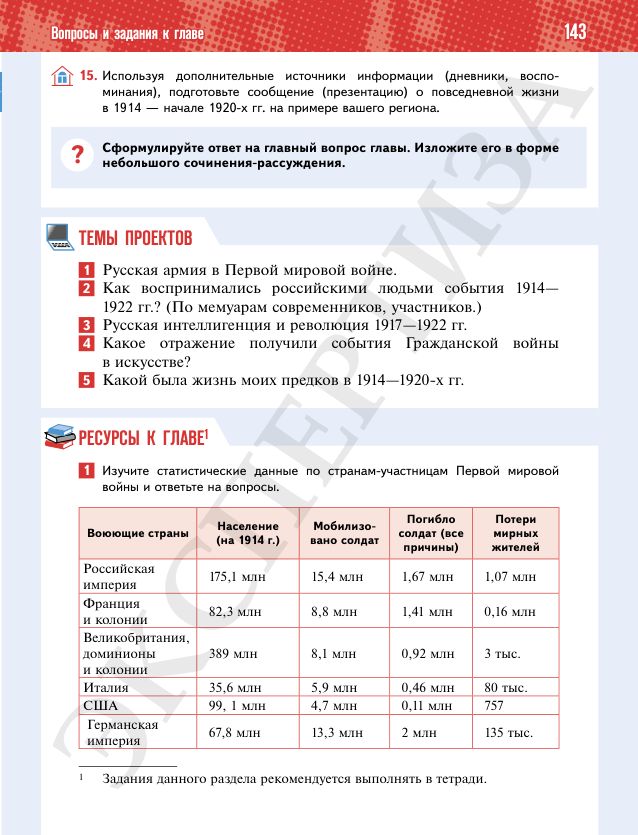 Вопросы и задания к главе 143
15. Используя дополнительные источники информации (дневники, воспо-
минания), подготовьте сообщение (презентацию) о повседневной жизни
в 1914 — начале 1920-х гг. на примере вашего региона.
? Сформулируйте ответ на главный вопрос главы. Изложите его в форме
небольшого сочинения-рассуждения.
ТЕМЫ ПРОЕКТОВ
1 Русская армия в Первой мировой войне.
2 Как воспринимались российскими людьми события 1914—
1922 гг.? (По мемуарам современников, участников.)
3 Русская интеллигенция и революция 1917—1922 гг.
4 Какое отражение получили события Гражданской войны
в искусстве?
5 Какой была жизнь моих предков в 1914—1920-х гг.
РЕСУРСЫ К ГЛАВЕ¹
1 Изучите статистические данные по странам-участницам Первой мировой
войны и ответьте на вопросы.
Воюющие страны
Население
(на 1914 г.)
Мобилизо-
вано солдат
Погибло
солдат (все
причины)
Потери
мирных
жителей
Российская
империя
175,1 млн 15,4 млн 1,67 млн 1,07 млн
Франция
и колонии
82,3 млн 8,8 млн 1,41 млн 0,16 млн
Великобритания,
доминионы
и колонии
389 млн 8,1 млн 0,92 млн 3 тыс.
Италия 35,6 млн 5,9 млн 0,46 млн 80 тыс.
США 99, 1 млн 4,7 млн 0,11 млн 757
Германская
империя
67,8 млн 13,3 млн 2 млн 135 тыс.
¹ Задания данного раздела рекомендуется выполнять в тетради.
ЭКСПЕРТИЗА